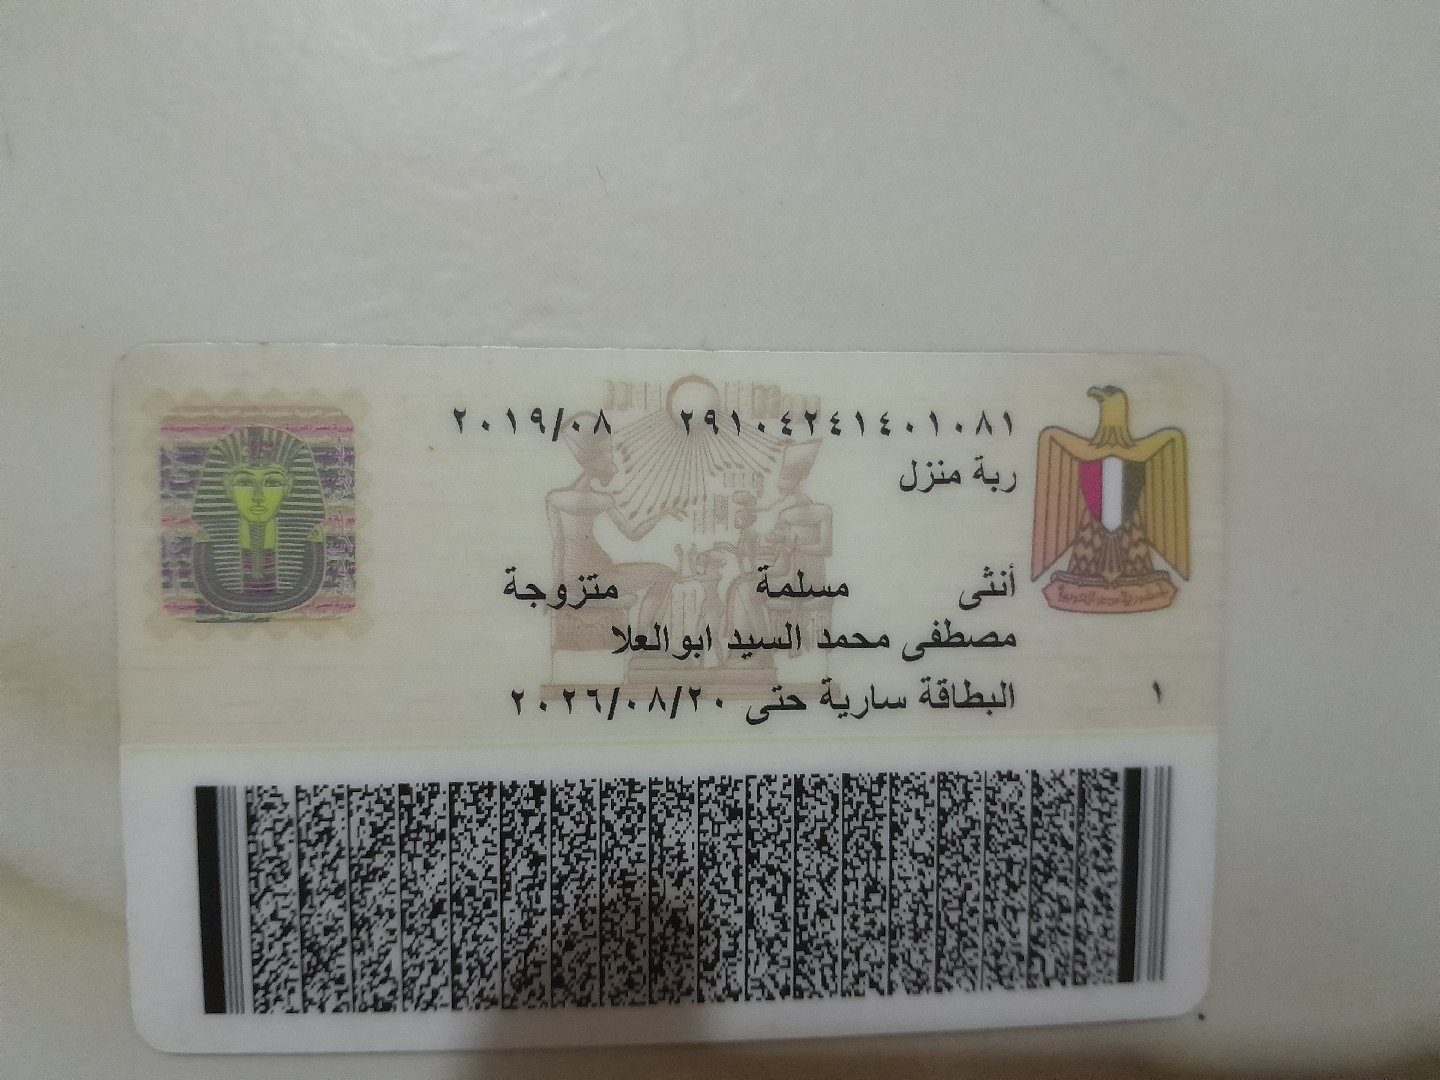 ٢٩١٠٤٢٤١٤٠١٠٨١ ٢٠١٩/٠٨
ربة منزل
أنثى مسلمة متزوجة
مصطفى محمد السيد ابوالعلا
البطاقة سارية حتى ٢٠٢٦/٠٨/٢٠
١